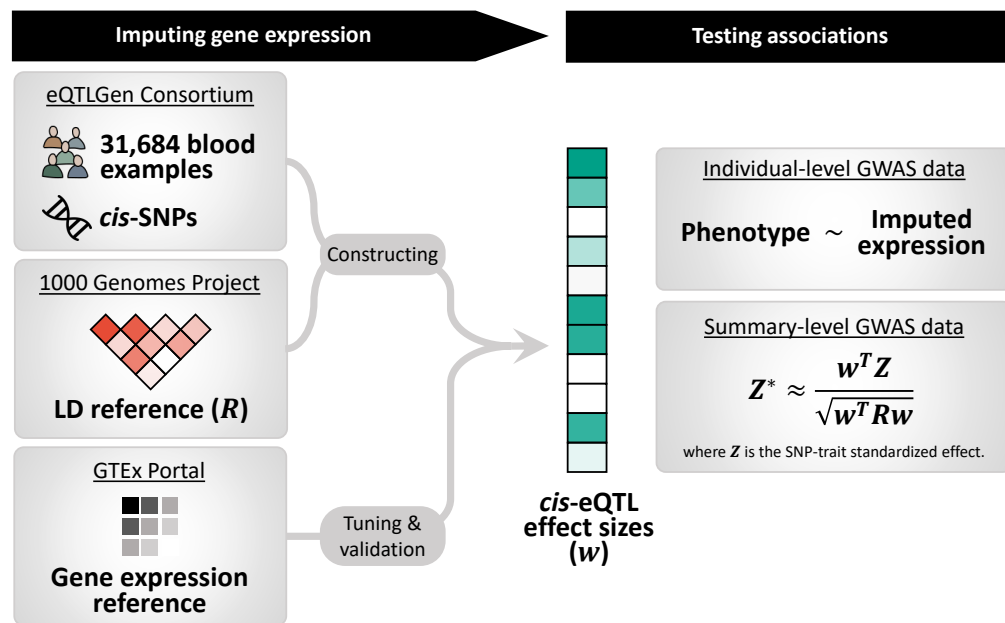 Imputing gene expression
Testing associations
eQTLGen Consortium
31,684 blood
examples
cis-SNPs
1000 Genomes Project
LD reference (R)
GTEx Portal
Gene expression
reference
Constructing
Tuning &
validation
cis-eQTL
effect sizes
(w)
Individual-level GWAS data
Phenotype ~ Imputed
expression
Summary-level GWAS data
Z* ≈ w^T Z / √(w^T R w)
where Z is the SNP-trait standardized effect.